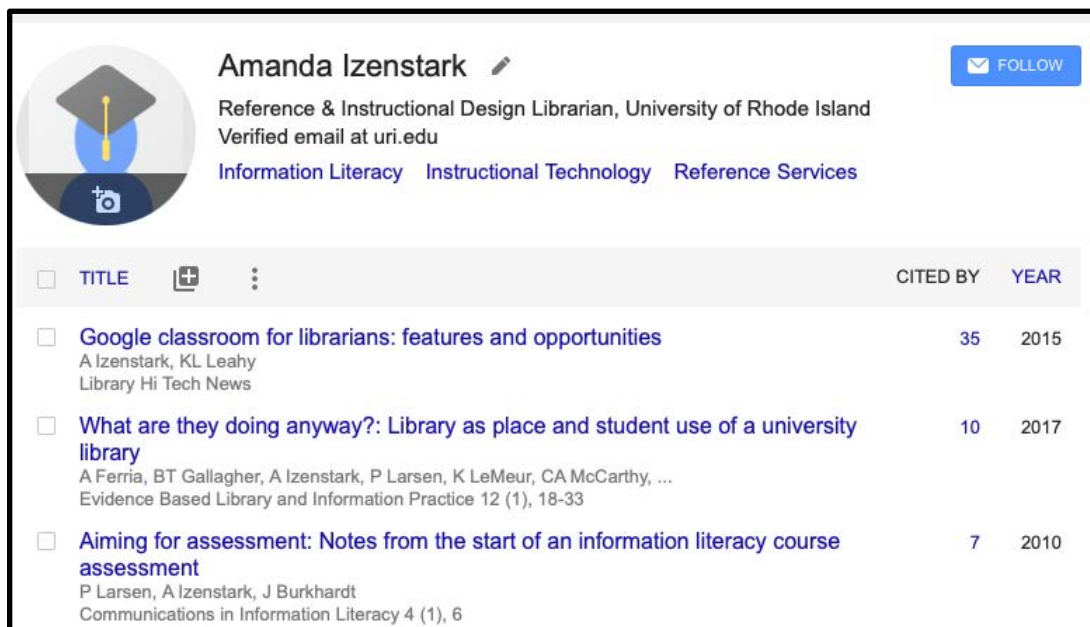 Amanda Izenstark
FOLLOW
Reference & Instructional Design Librarian, University of Rhode Island
Verified email at uri.edu
Information Literacy Instructional Technology Reference Services
TITLE CITED BY YEAR
Google classroom for librarians: features and opportunities 35 2015
A Izenstark, KL Leahy
Library Hi Tech News
What are they doing anyway?: Library as place and student use of a university 10 2017
library
A Ferria, BT Gallagher, A Izenstark, P Larsen, K LeMeur, CA McCarthy, ...
Evidence Based Library and Information Practice 12 (1), 18-33
Aiming for assessment: Notes from the start of an information literacy course 7 2010
assessment
P Larsen, A Izenstark, J Burkhardt
Communications in Information Literacy 4 (1), 6